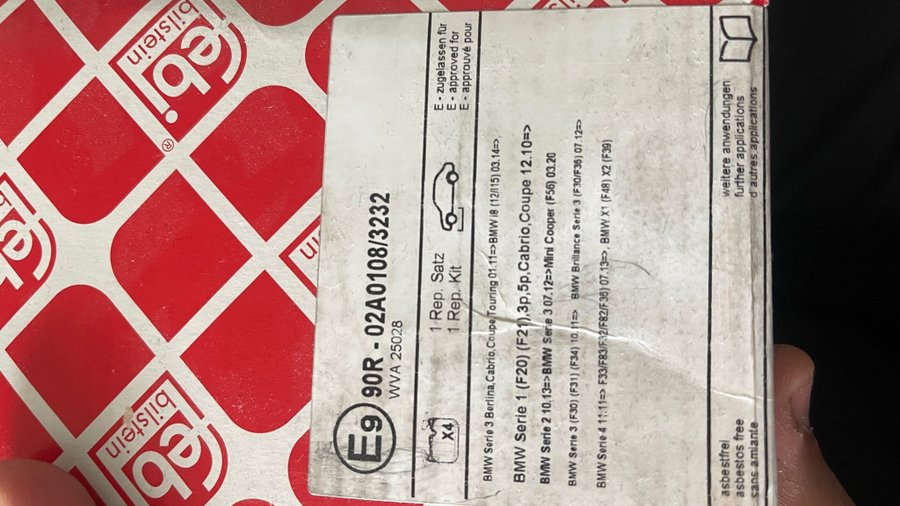 febi
bilstein
®
E9 90R - 02A0108/3232
WVA 25028
X4
1 Rep. Satz
1 Rep. Kit
E - zugelassen für
E - approved for
E - approuvé pour
BMW Serie 3 Berlina,Cabrio,Coupe,Touring 01.11=>BMW i8 (12/I15) 03.14=>,
BMW Serie 1 (F20) (F21),3p,5p,Cabrio,Coupe 12.10=>
BMW Serie 2 10.13=>BMW Serie 3 07.12=>Mini Cooper (F56) 03.20
BMW Serie 3 (F30) (F31) (F34) 10.11=> BMW Brillance Serie 3 (F30/F35) 07.12=>
BMW Serie 4 11.11=> F33/F83/F32/F82/F36) 07.13=>, BMW X1 (F48) X2 (F39)
asbestfrei
asbestos free
sans amiante
weitere anwendungen
further applications
d'autres applications
bilstein
febi
bilstein